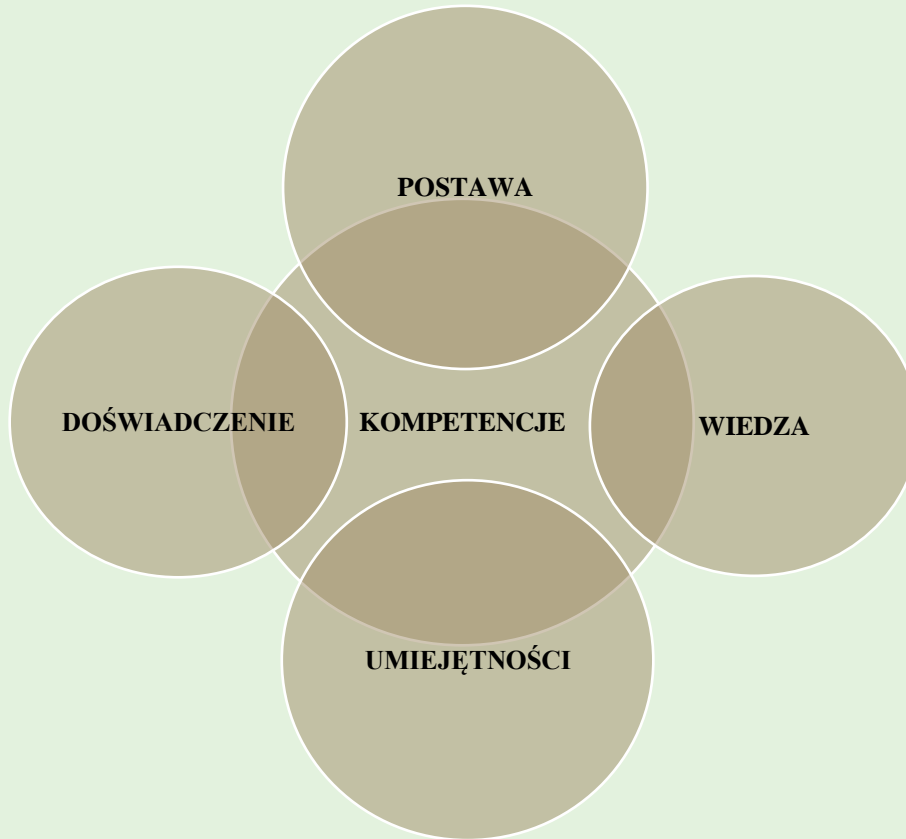 POSTAWA
DOŚWIADCZENIE
KOMPETENCJE
WIEDZA
UMIEJĘTNOŚCI